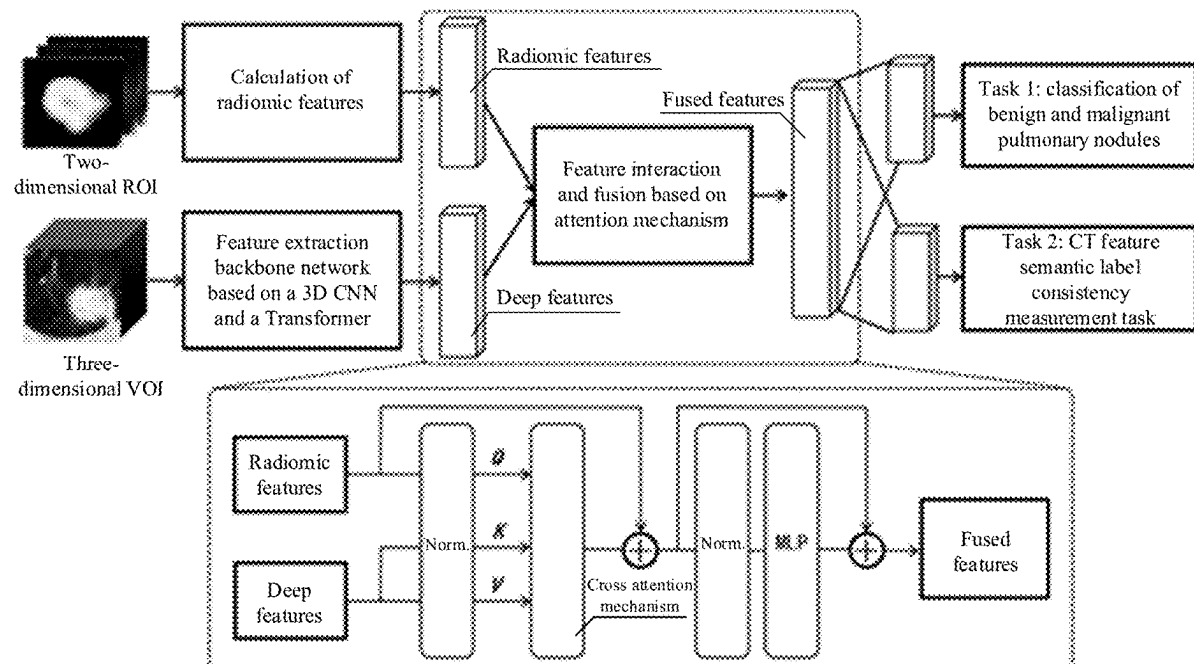 Two-
dimensional ROI
Calculation of
radiomic features
Radiomic features
Fused features
Task 1: classification of
benign and malignant
pulmonary nodules
Feature interaction
and fusion based on
attention mechanism
Three-
dimensional VOI
Feature extraction
backbone network
based on a 3D CNN
and a Transformer
Deep features
Task 2: CT feature
semantic label
consistency
measurement task
Radiomic
features
Deep
features
Norm.
Q
K
V
Cross attention
mechanism
Norm.
MLP
Fused
features